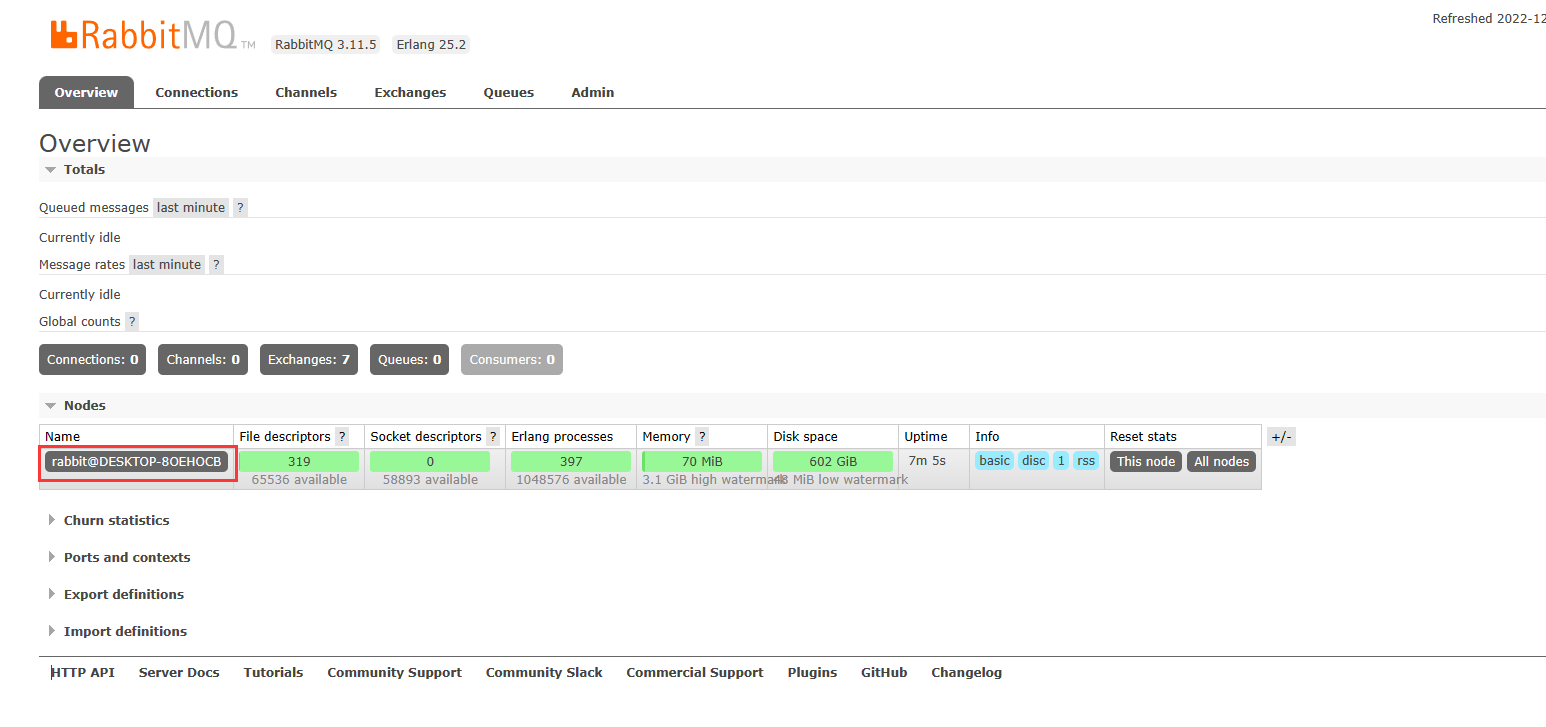 Refreshed 2022-12
RabbitMQ TM RabbitMQ 3.11.5 Erlang 25.2
Overview Connections Channels Exchanges Queues Admin
Overview
Totals
Queued messages last minute ?
Currently idle
Message rates last minute ?
Currently idle
Global counts ?
Connections: 0 Channels: 0 Exchanges: 7 Queues: 0 Consumers: 0
Nodes
Name File descriptors ? Socket descriptors ? Erlang processes Memory ? Disk space Uptime Info Reset stats +/-
rabbit@DESKTOP-8OEHOCB 319 0 397 70 MiB 602 GiB 7m 5s basic disc 1 rss This node All nodes
65536 available 58893 available 1048576 available 3.1 GiB high watermark 48 MiB low watermark
Churn statistics
Ports and contexts
Export definitions
Import definitions
HTTP API Server Docs Tutorials Community Support Community Slack Commercial Support Plugins GitHub Changelog